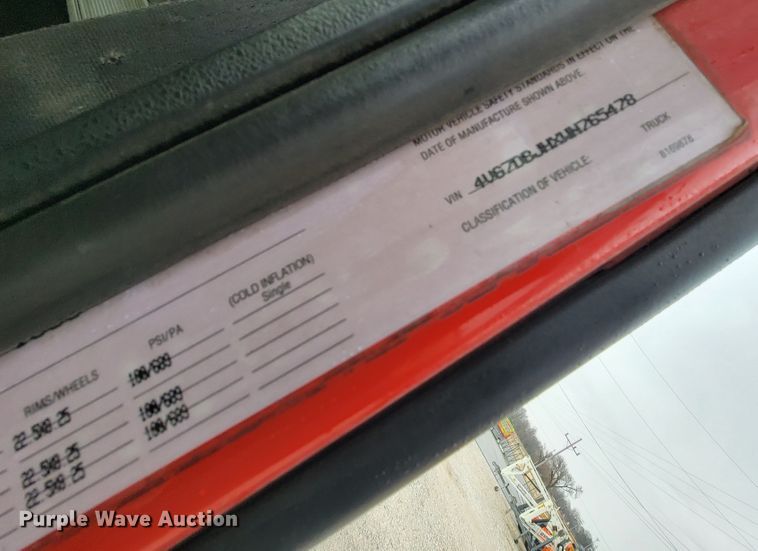 MOTOR VEHICLE SAFETY STANDARDS IN EFFECT ON THE
DATE OF MANUFACTURE SHOWN ABOVE.
VIN 4UGZDBJHXWH265478
CLASSIFICATION OF VEHICLE: TRUCK
8169878
(COLD INFLATION)
Single
RIMS/WHEELS PSI/PA
22.5X8.25 100/689
22.5X8.25 100/689
22.5X8.25 100/689
Purple Wave Auction